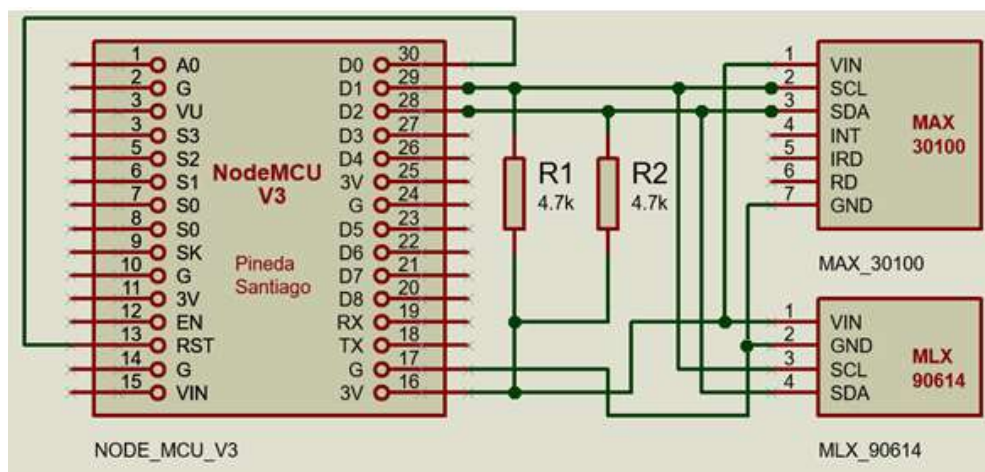 1 A0
2 G
3 VU
3 S3
5 S2
6 S1
7 S0
8 S0
9 SK
10 G
11 3V
12 EN
13 RST
14 G
15 VIN
NodeMCU
V3
Pineda
Santiago
D0 30
D1 29
D2 28
D3 27
D4 26
3V 25
G 24
D5 23
D6 22
D7 21
D8 20
RX 19
TX 18
G 17
3V 16
NODE_MCU_V3
R1
4.7k
R2
4.7k
1 VIN
2 SCL
3 SDA
4 INT
5 IRD
6 RD
7 GND
MAX
30100
MAX_30100
1 VIN
2 GND
3 SCL
4 SDA
MLX
90614
MLX_90614